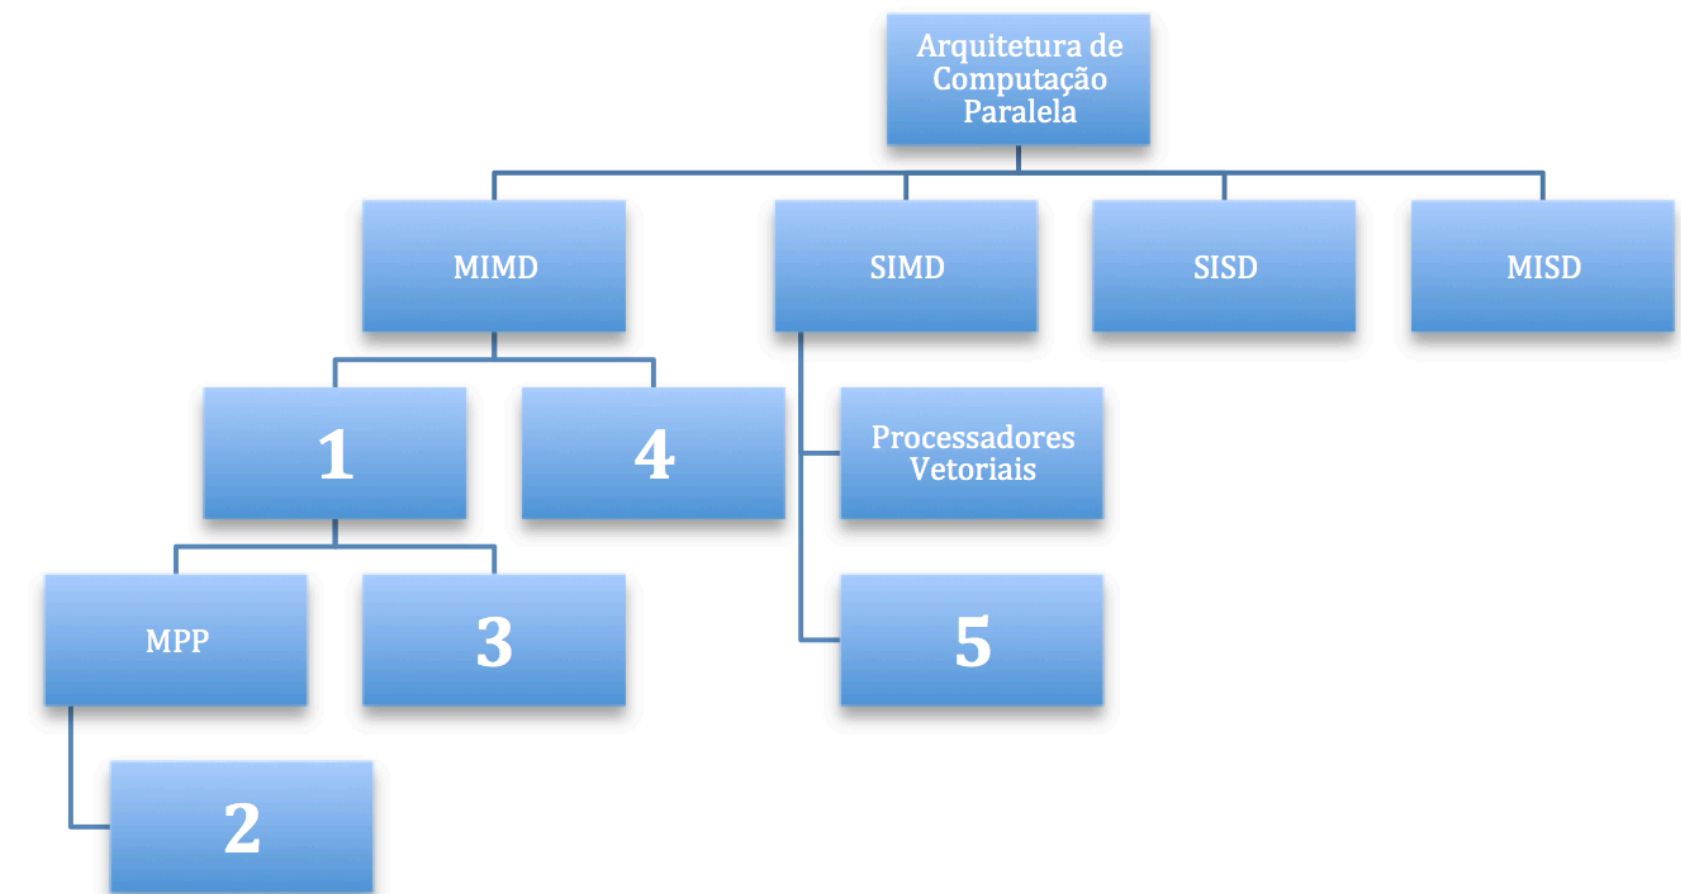 Arquitetura de
Computação
Paralela
MIMD
SIMD
SISD
MISD
1
4
Processadores
Vetoriais
MPP
3
5
2